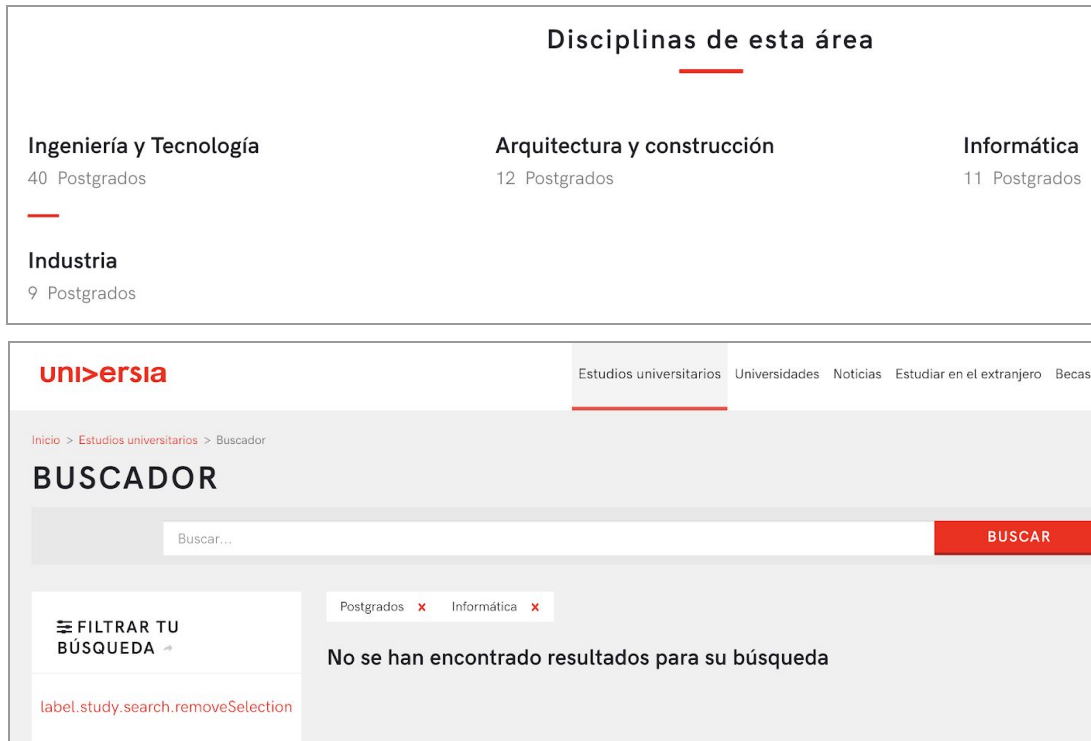 Disciplinas de esta área
Ingeniería y Tecnología
40 Postgrados
Arquitectura y construcción
12 Postgrados
Informática
11 Postgrados
Industria
9 Postgrados
uni>ersia
Estudios universitarios Universidades Noticias Estudiar en el extranjero Becas
Inicio > Estudios universitarios > Buscador
BUSCADOR
Buscar...
BUSCAR
FILTRAR TU
BÚSQUEDA
label.study.search.removeSelection
Postgrados x Informática x
No se han encontrado resultados para su búsqueda